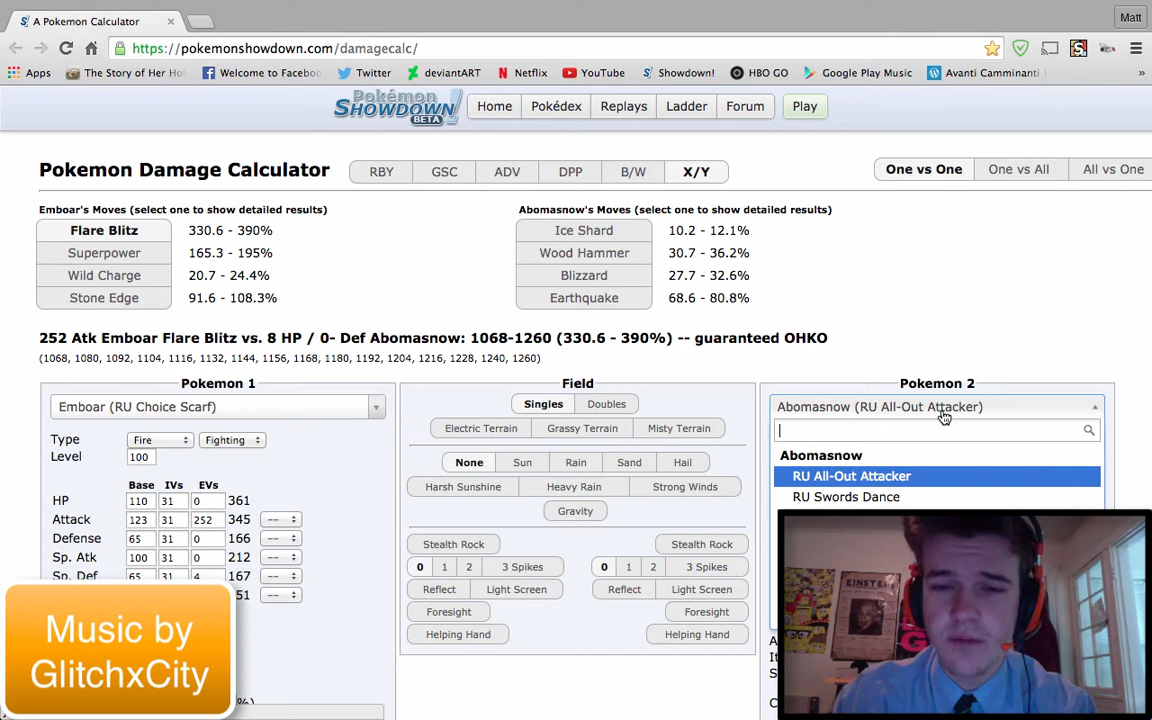 A Pokemon Calculator
Matt
https://pokemonshowdown.com/damagecalc/
Apps The Story of Her Hol Welcome to Faceboo Twitter deviantART Netflix YouTube Showdown! HBO GO Google Play Music Avanti Camminanti »
Pokémon SHOWDOWN! BETA
Home Pokédex Replays Ladder Forum Play
Pokemon Damage Calculator RBY GSC ADV DPP B/W X/Y One vs One One vs All All vs One
Emboar's Moves (select one to show detailed results) Abomasnow's Moves (select one to show detailed results)
Flare Blitz 330.6 - 390% Ice Shard 10.2 - 12.1%
Superpower 165.3 - 195% Wood Hammer 30.7 - 36.2%
Wild Charge 20.7 - 24.4% Blizzard 27.7 - 32.6%
Stone Edge 91.6 - 108.3% Earthquake 68.6 - 80.8%
252 Atk Emboar Flare Blitz vs. 8 HP / 0- Def Abomasnow: 1068-1260 (330.6 - 390%) -- guaranteed OHKO
(1068, 1080, 1092, 1104, 1116, 1132, 1144, 1156, 1168, 1180, 1192, 1204, 1216, 1228, 1240, 1260)
Pokemon 1 Field Pokemon 2
Emboar (RU Choice Scarf) Singles Doubles Abomasnow (RU All-Out Attacker)
Electric Terrain Grassy Terrain Misty Terrain
Type Fire Fighting
Level 100
None Sun Rain Sand Hail
Abomasnow
RU All-Out Attacker
RU Swords Dance
Harsh Sunshine Heavy Rain Strong Winds
Gravity
Base IVs EVs
HP 110 31 0 361
Attack 123 31 252 345 --
Defense 65 31 0 166 --
Sp. Atk 100 31 0 212 --
Sp. Def 65 31 4 167 --
51 --
Stealth Rock Stealth Rock
0 1 2 3 Spikes 0 1 2 3 Spikes
Reflect Light Screen Reflect Light Screen
Foresight Foresight
Helping Hand Helping Hand
Music by
GlitchxCity
%)
EINSTEIN